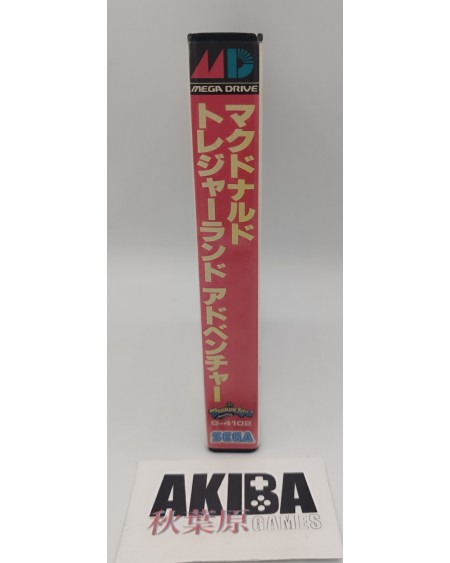 MD
MEGA DRIVE
マクドナルド
トレジャーランド アドベンチャー
G-4102
SEGA
AKIBA
秋葉原 GAMES